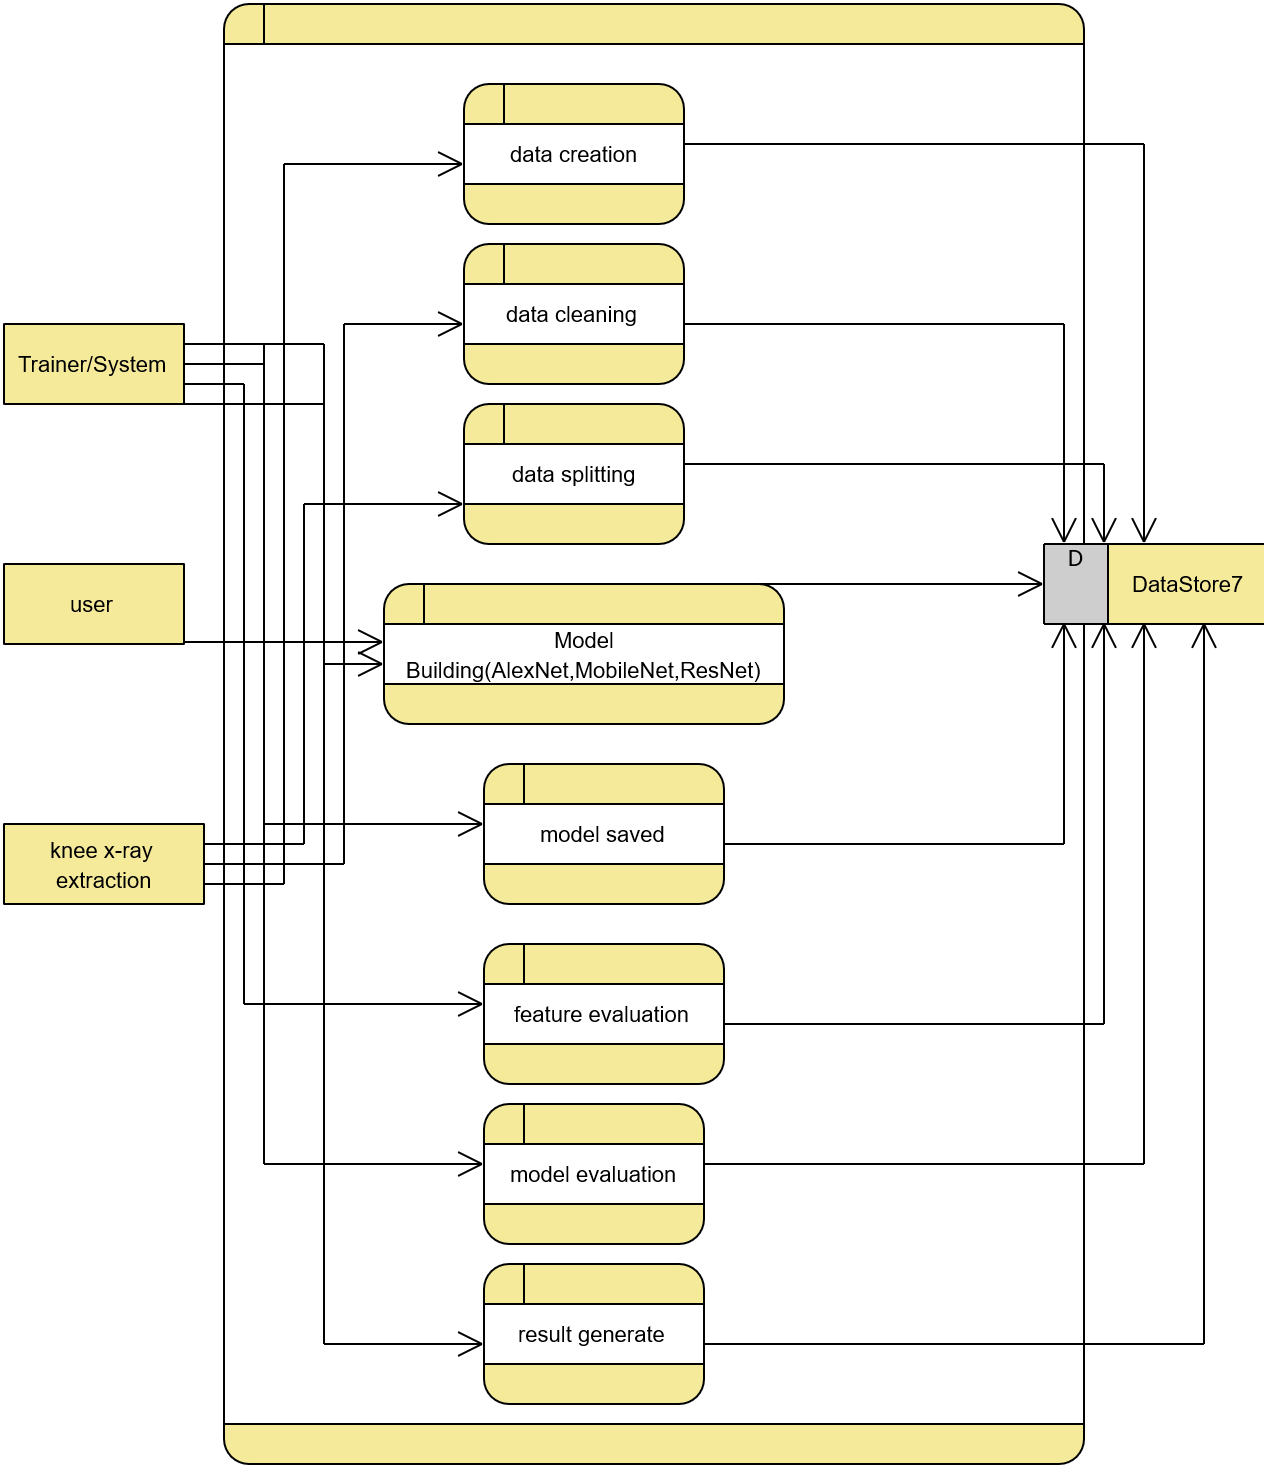 data creation
data cleaning
Trainer/System
data splitting
D
DataStore7
user
Model
Building(AlexNet,MobileNet,ResNet)
model saved
knee x-ray
extraction
feature evaluation
model evaluation
result generate